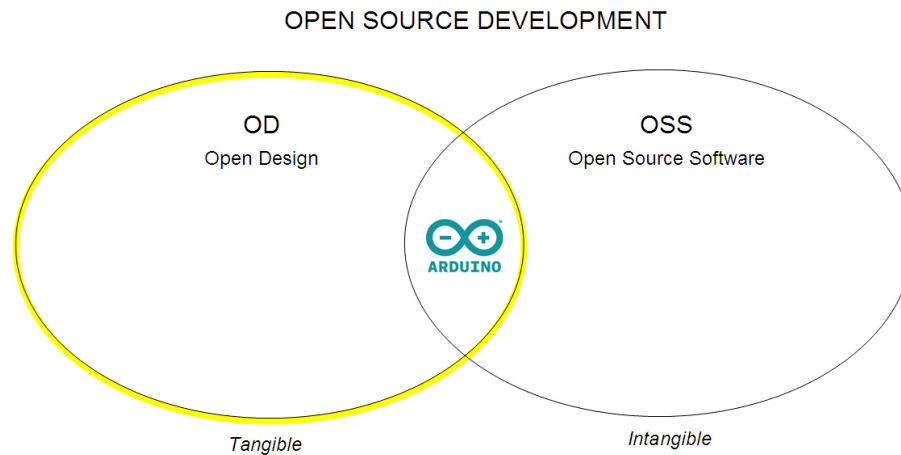 OPEN SOURCE DEVELOPMENT
OD
Open Design
OSS
Open Source Software
ARDUINO
Tangible
Intangible